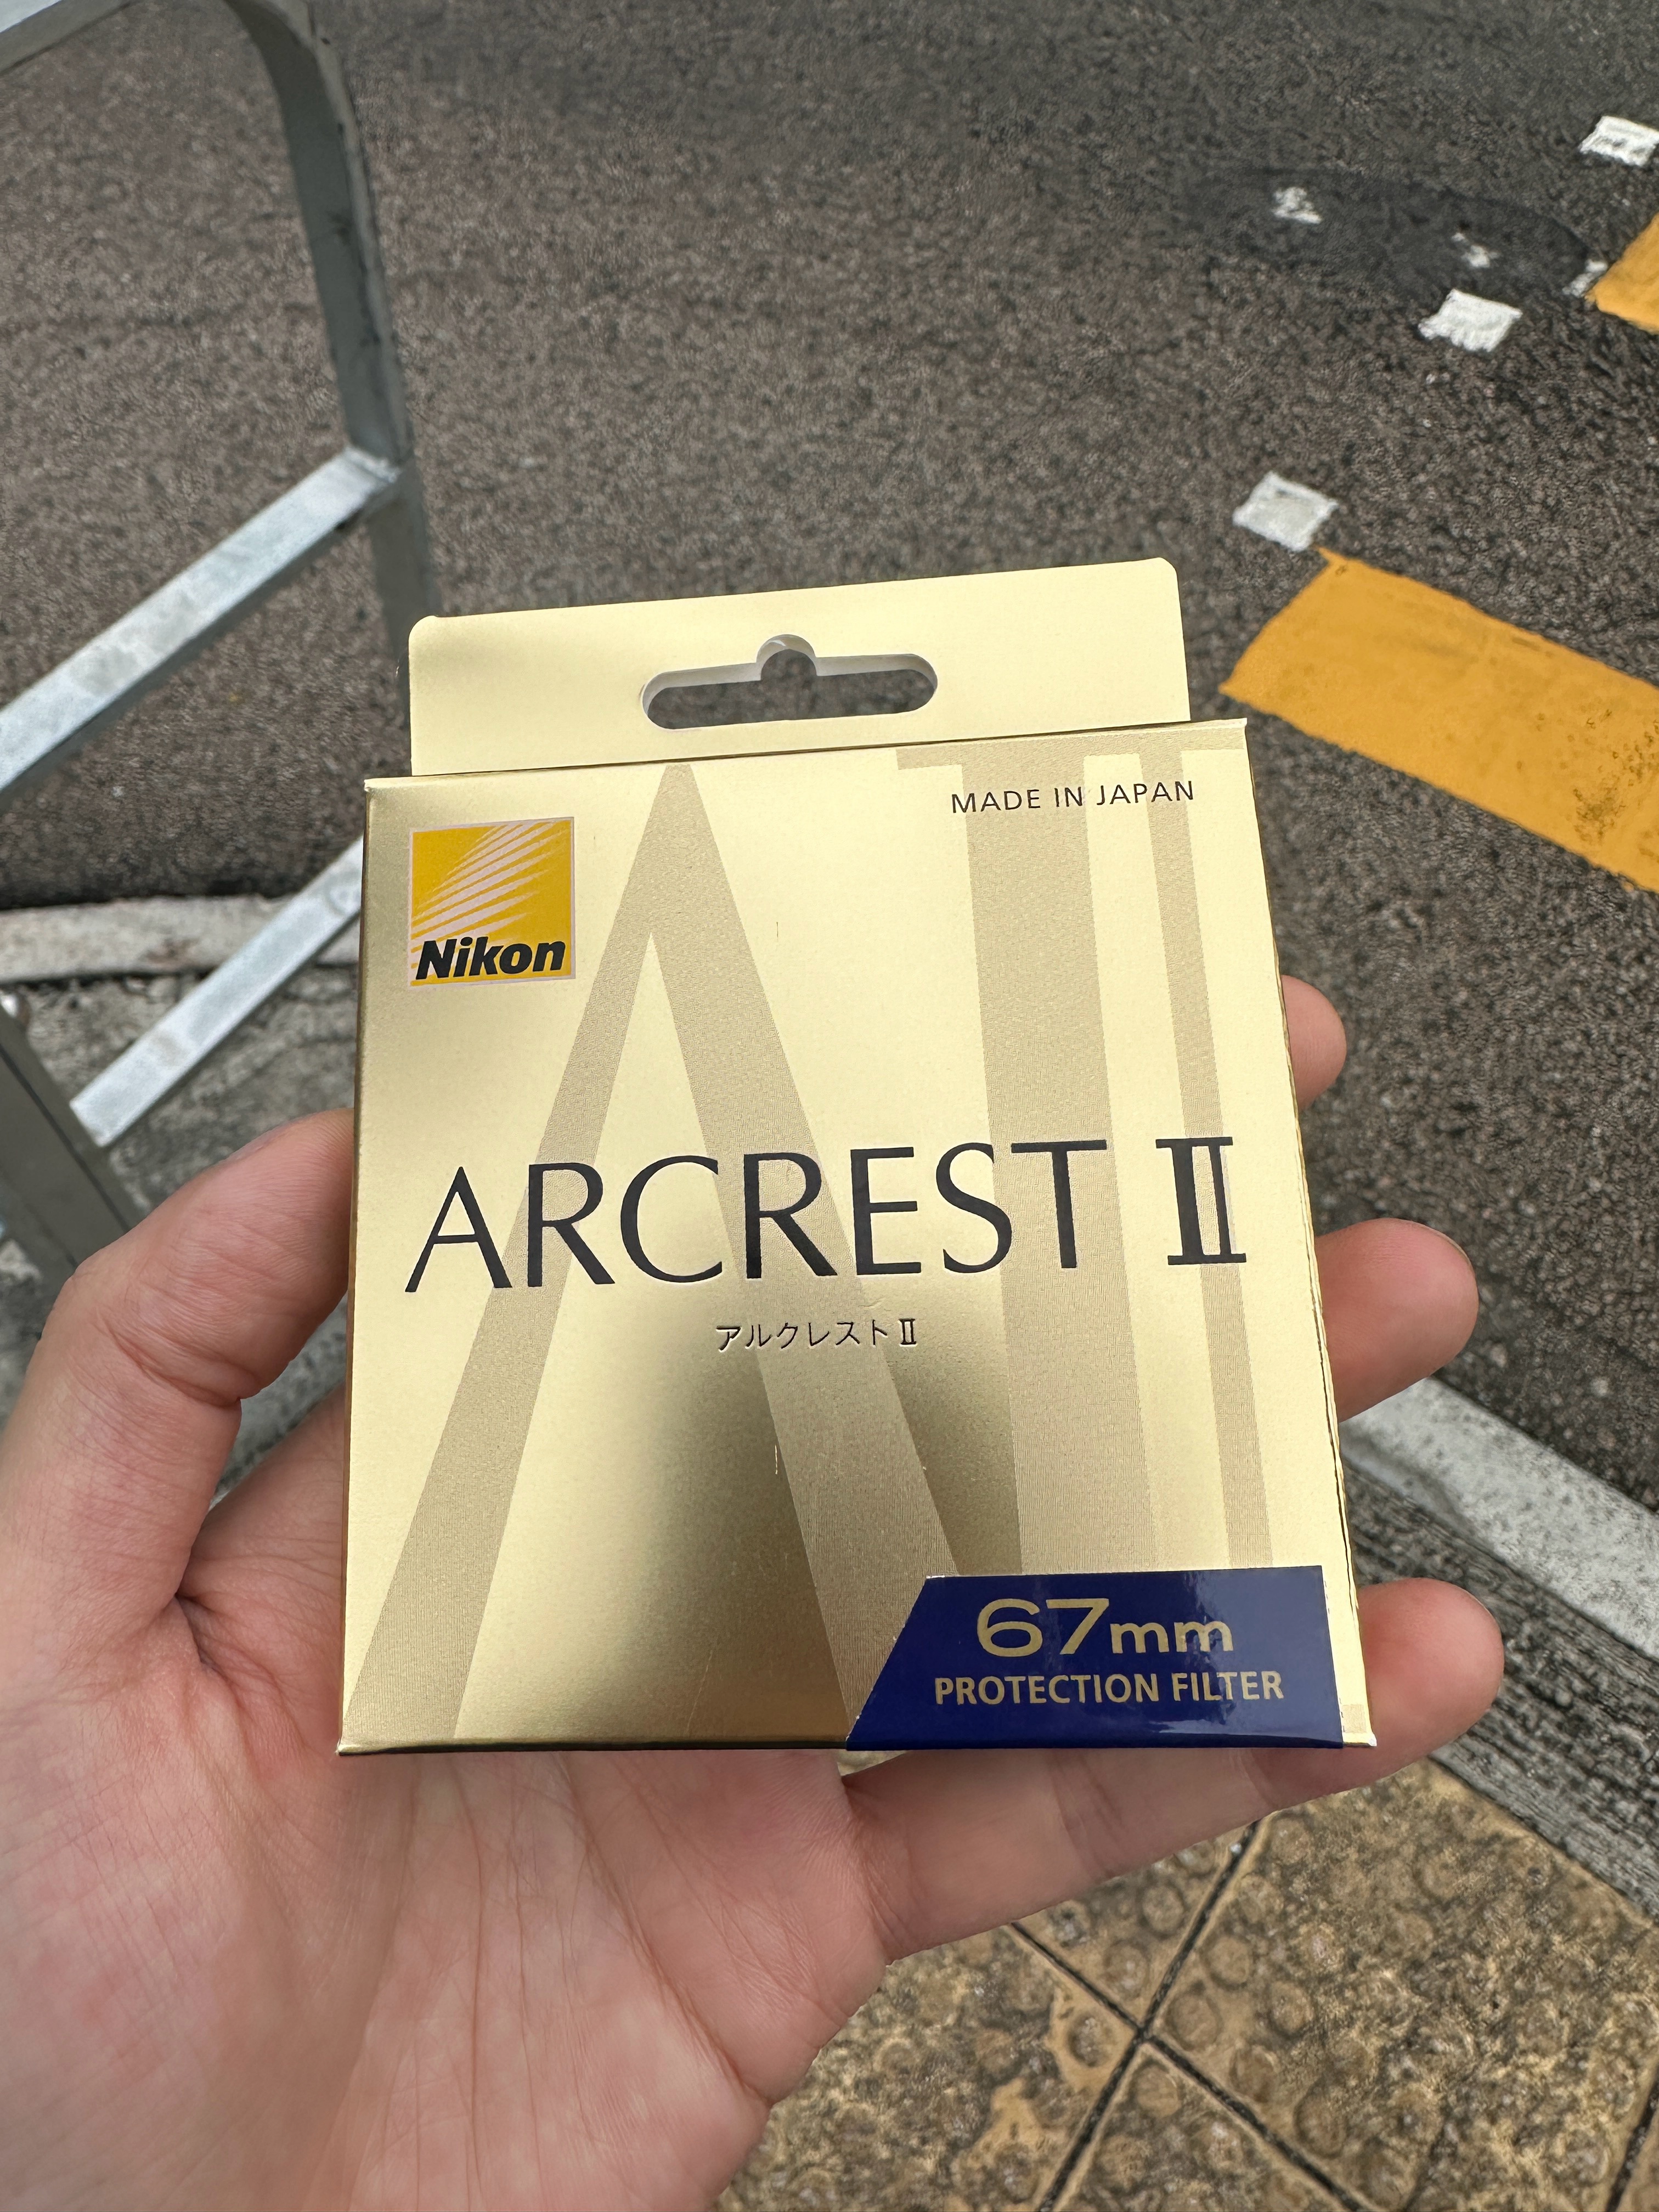 MADE IN JAPAN
Nikon
ARCREST II
アルクレストⅡ
67mm
PROTECTION FILTER